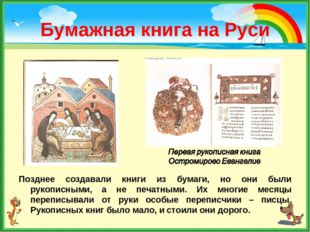 Бумажная книга на Руси
Первая рукописная книга
Остромирово Евангелие
Позднее создавали книги из бумаги, но они были
рукописными, а не печатными. Их многие месяцы
переписывали от руки особые переписчики – писцы.
Рукописных книг было мало, и стоили они дорого.